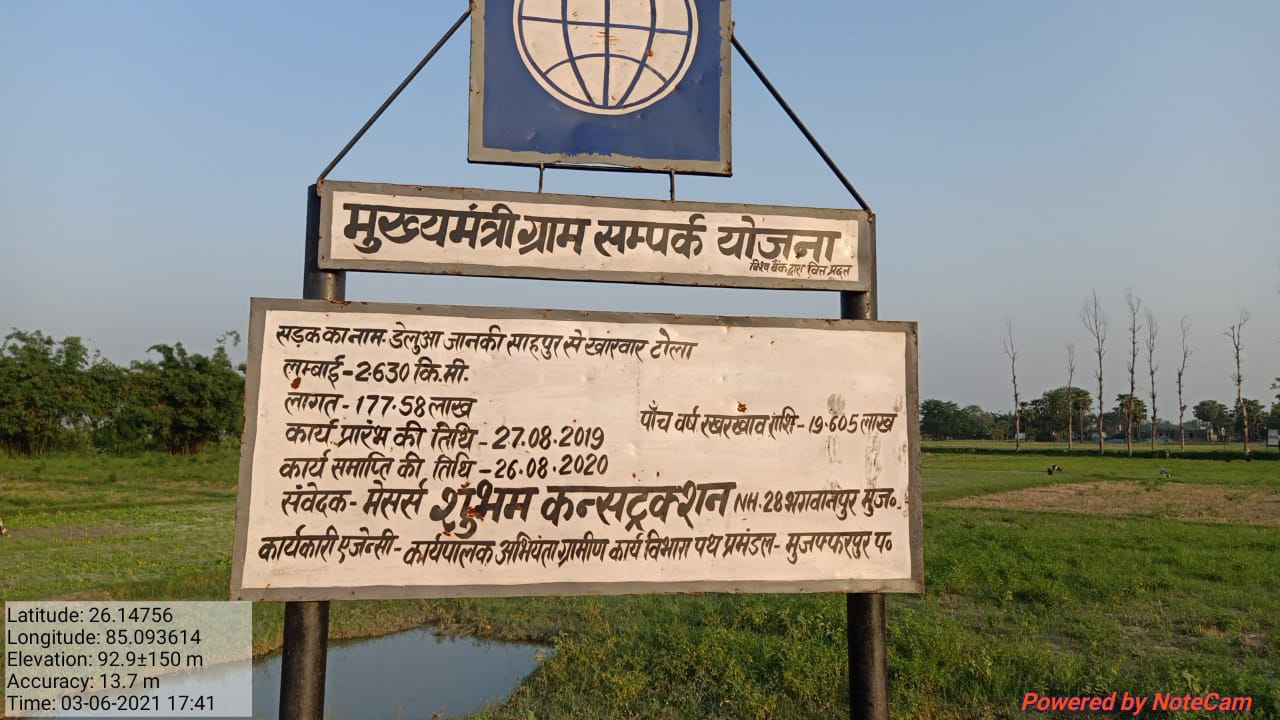 मुख्यमंत्री ग्राम सम्पर्क योजना
विश्व बैंक द्वारा वित्त प्रदत्त
सड़क का नाम- डेलुआ जानकी साहपुर से खारवार टोला
लम्बाई-2.630 कि.मी.
लागत-177.58 लाख
पाँच वर्ष रखरखाव राशि-19.605 लाख
कार्य प्रारंभ की तिथि-27.08.2019
कार्य समाप्ति की तिथि-26.08.2020
संवेदक- मेसर्स शुभम कन्सट्रक्शन NH.28 भगवानपुर मुज॰
कार्यकारी एजेन्सी- कार्यपालक अभियंता ग्रामीण कार्य विभाग पथ प्रमंडल- मुजफ्फरपुर प॰
Latitude: 26.14756
Longitude: 85.093614
Elevation: 92.9±150 m
Accuracy: 13.7 m
Time: 03-06-2021 17:41
Powered by NoteCam